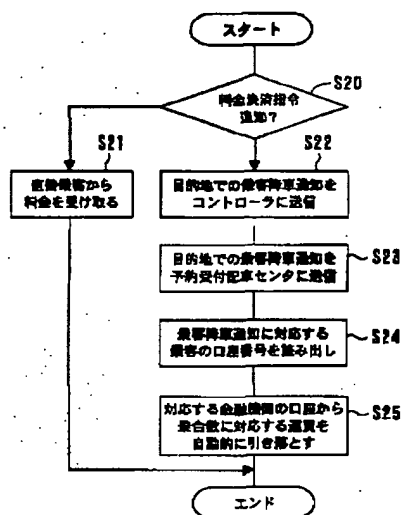 スタート
S20
料金決済指令
通知?
S21
直接乗客から
料金を受け取る
S22
目的地での乗客降車通知を
コントローラに送信
目的地での乗客降車通知を
予約受付配車センタに送信
S23
乗客降車通知に対応する
乗客の口座番号を読み出し
S24
対応する金融機関の口座から
乗合数に対応する運賃を
自動的に引き落とす
S25
エンド